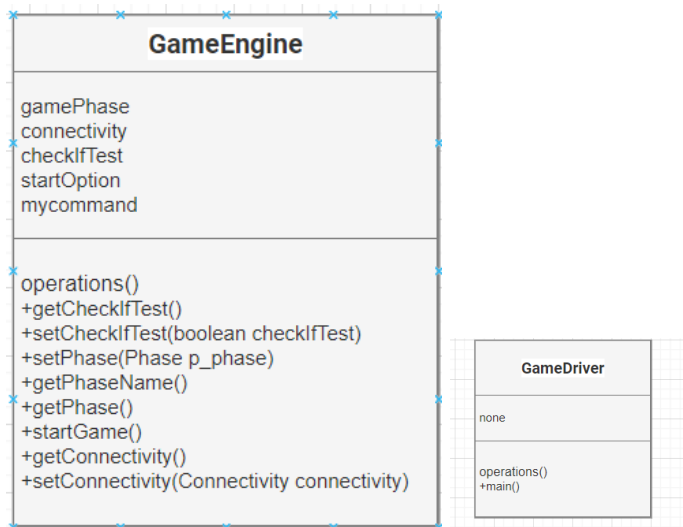 GameEngine
gamePhase
connectivity
checkIfTest
startOption
mycommand
operations()
+getCheckIfTest()
+setCheckIfTest(boolean checkIfTest)
+setPhase(Phase p_phase)
+getPhaseName()
+getPhase()
+startGame()
+getConnectivity()
+setConnectivity(Connectivity connectivity)
GameDriver
none
operations()
+main()